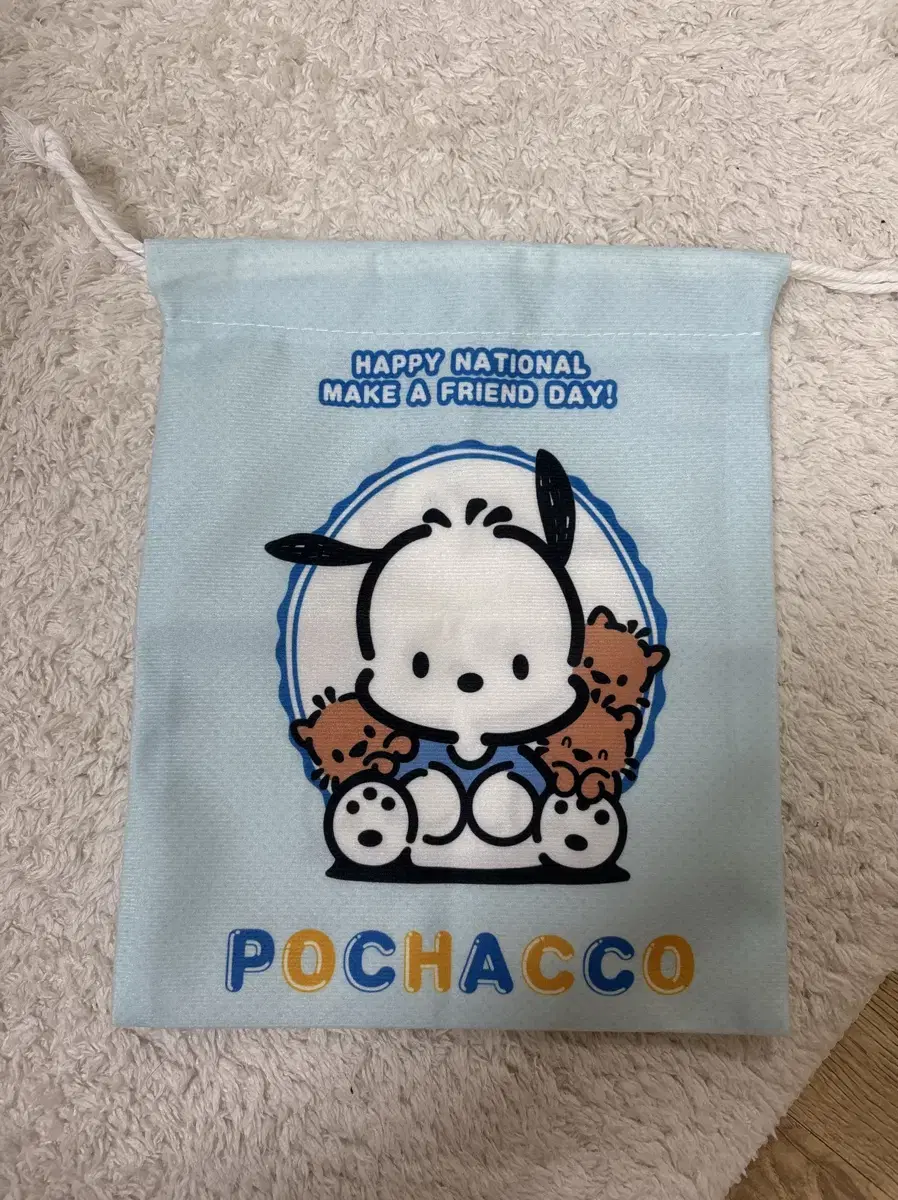 HAPPY NATIONAL
MAKE A FRIEND DAY!
POCHACCO